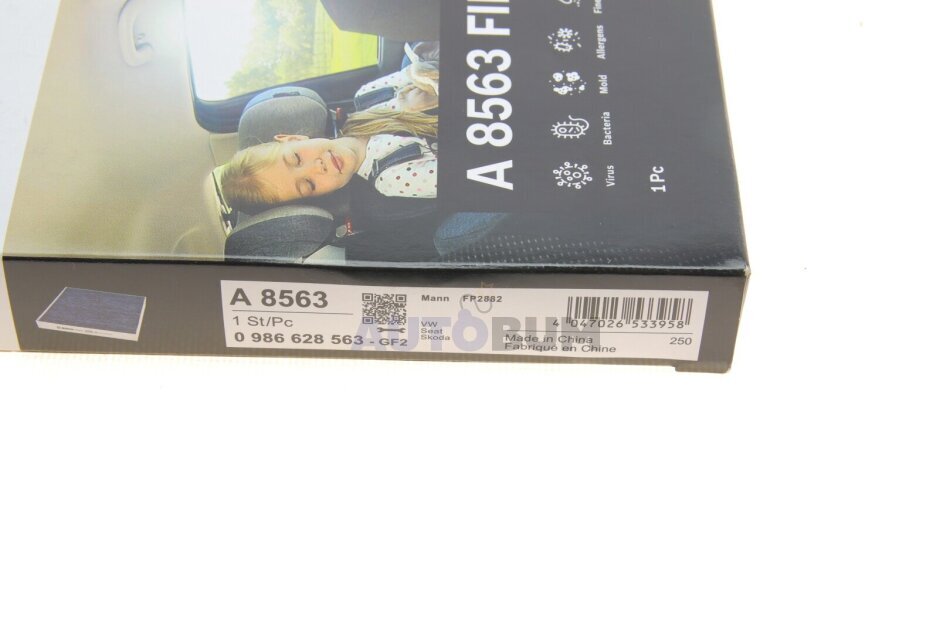 A 8563 FI
Fine
Allergens
Mold
Bacteria
Virus
1 Pc
A 8563
1 St/Pc
0 986 628 563 - GF2
Mann FP2882
VW
Seat
Skoda
4 047026 533958
Made in China
Fabriqué en Chine
250